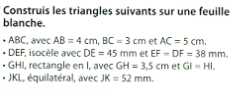 Construis les triangles suivants sur une feuille
blanche.
• ABC, avec AB = 4 cm, BC = 3 cm et AC = 5 cm.
• DEF, isocèle avec DE = 45 mm et EF = DF = 38 mm.
• GHI, rectangle en I, avec GH = 3,5 cm et GI = HI.
• JKL, équilatéral, avec JK = 52 mm.